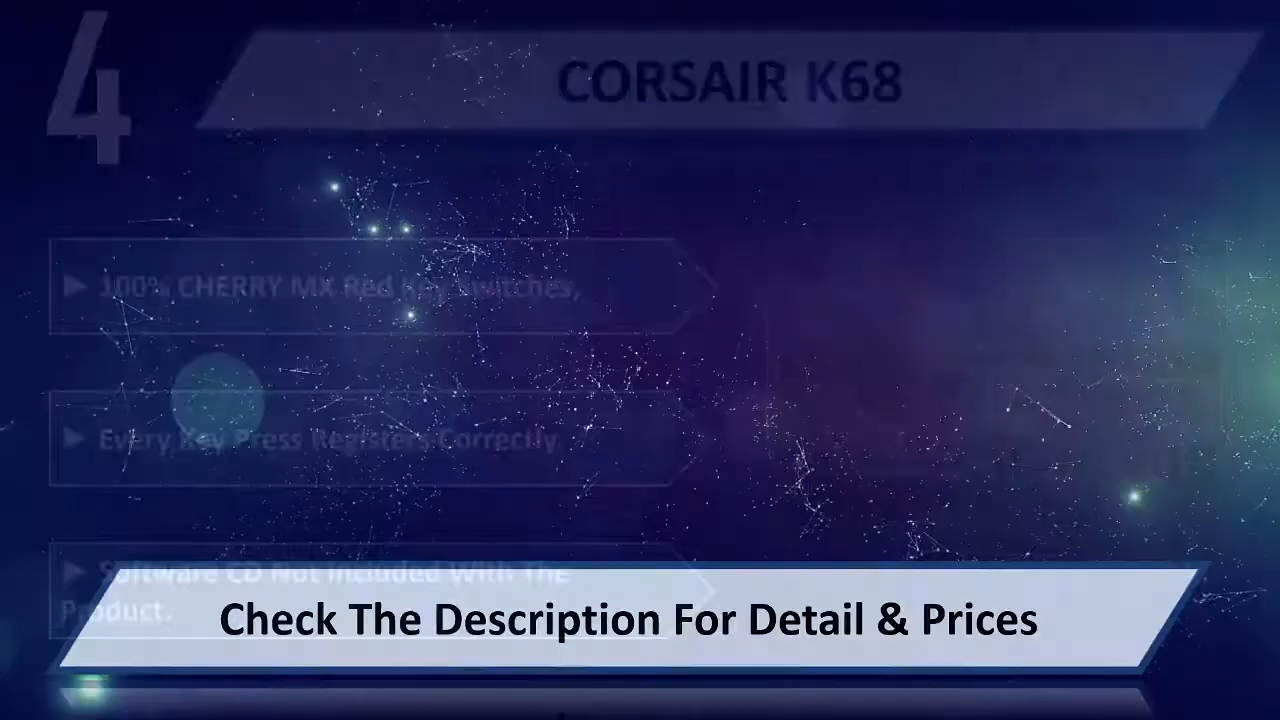 4
CORSAIR K68
► 100% CHERRY MX Red Key Switches,
► Every Key Press Registers Correctly,
► Software CD Not Included With The
Product.
Check The Description For Detail & Prices